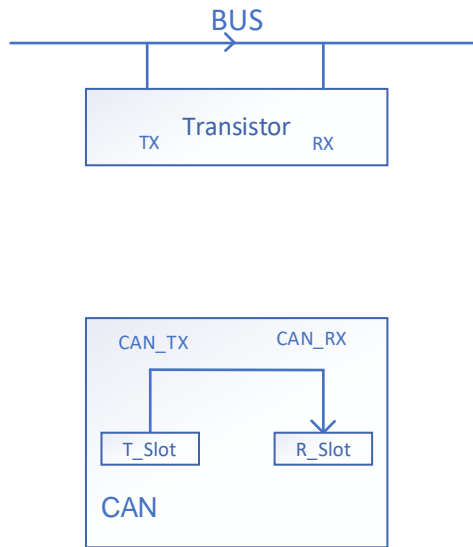 BUS
Transistor
TX RX
CAN_TX CAN_RX
T_Slot R_Slot
CAN